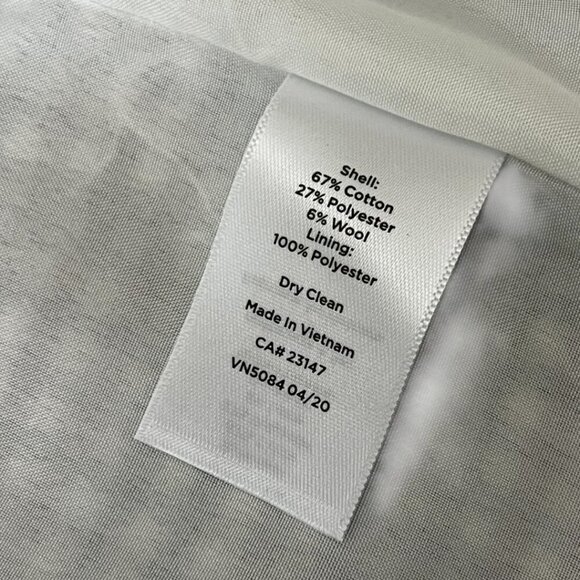 Shell:
67% Cotton
27% Polyester
6% Wool
Lining:
100% Polyester
Dry Clean
Made In Vietnam
CA# 23147
VN5084 04/20